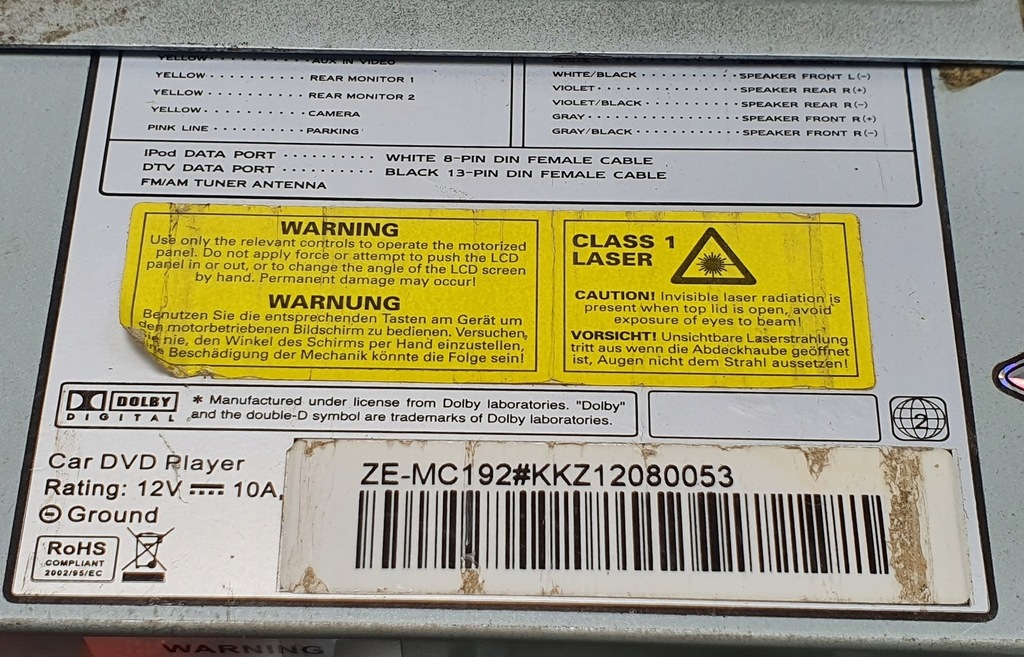 YELLOW · · · · · · · · · · AUX IN VIDEO
YELLOW · · · · · · · · · · REAR MONITOR 1
YELLOW · · · · · · · · · · REAR MONITOR 2
YELLOW · · · · · · · · · · CAMERA
PINK LINE · · · · · · · · · PARKING
WHITE/BLACK · · · · · · · · · · SPEAKER FRONT L(-)
VIOLET · · · · · · · · · · · · · · · SPEAKER REAR R(+)
VIOLET/BLACK · · · · · · · · · · SPEAKER REAR R(-)
GRAY · · · · · · · · · · · · · · · · · SPEAKER FRONT R(+)
GRAY/BLACK · · · · · · · · · · · · SPEAKER FRONT R(-)
IPod DATA PORT · · · · · · · · · · WHITE 8-PIN DIN FEMALE CABLE
DTV DATA PORT · · · · · · · · · · BLACK 13-PIN DIN FEMALE CABLE
FM/AM TUNER ANTENNA
WARNING
Use only the relevant controls to operate the motorized
panel. Do not apply force or attempt to push the LCD
panel in or out, or to change the angle of the LCD screen
by hand. Permanent damage may occur!
WARNUNG
Benutzen Sie die entsprechenden Tasten am Gerät um
den motorbetriebenen Bildschirm zu bedienen. Versuchen,
nie, den Winkel des Schirms per Hand einzustellen,
Beschädigung der Mechanik könnte die Folge sein!
CLASS 1
LASER
CAUTION! Invisible laser radiation is
present when top lid is open, avoid
exposure of eyes to beam!
VORSICHT! Unsichtbare Laserstrahlung
tritt aus wenn die Abdeckhaube geöffnet
ist, Augen nicht dem Strahl aussetzen!
DOLBY
DIGITAL
* Manufactured under license from Dolby laboratories. "Dolby"
and the double-D symbol are trademarks of Dolby laboratories.
2
Car DVD Player
Rating: 12V 10A,
Ground
RoHS
COMPLIANT
2002/95/EC
ZE-MC192#KKZ12080053
WARNING